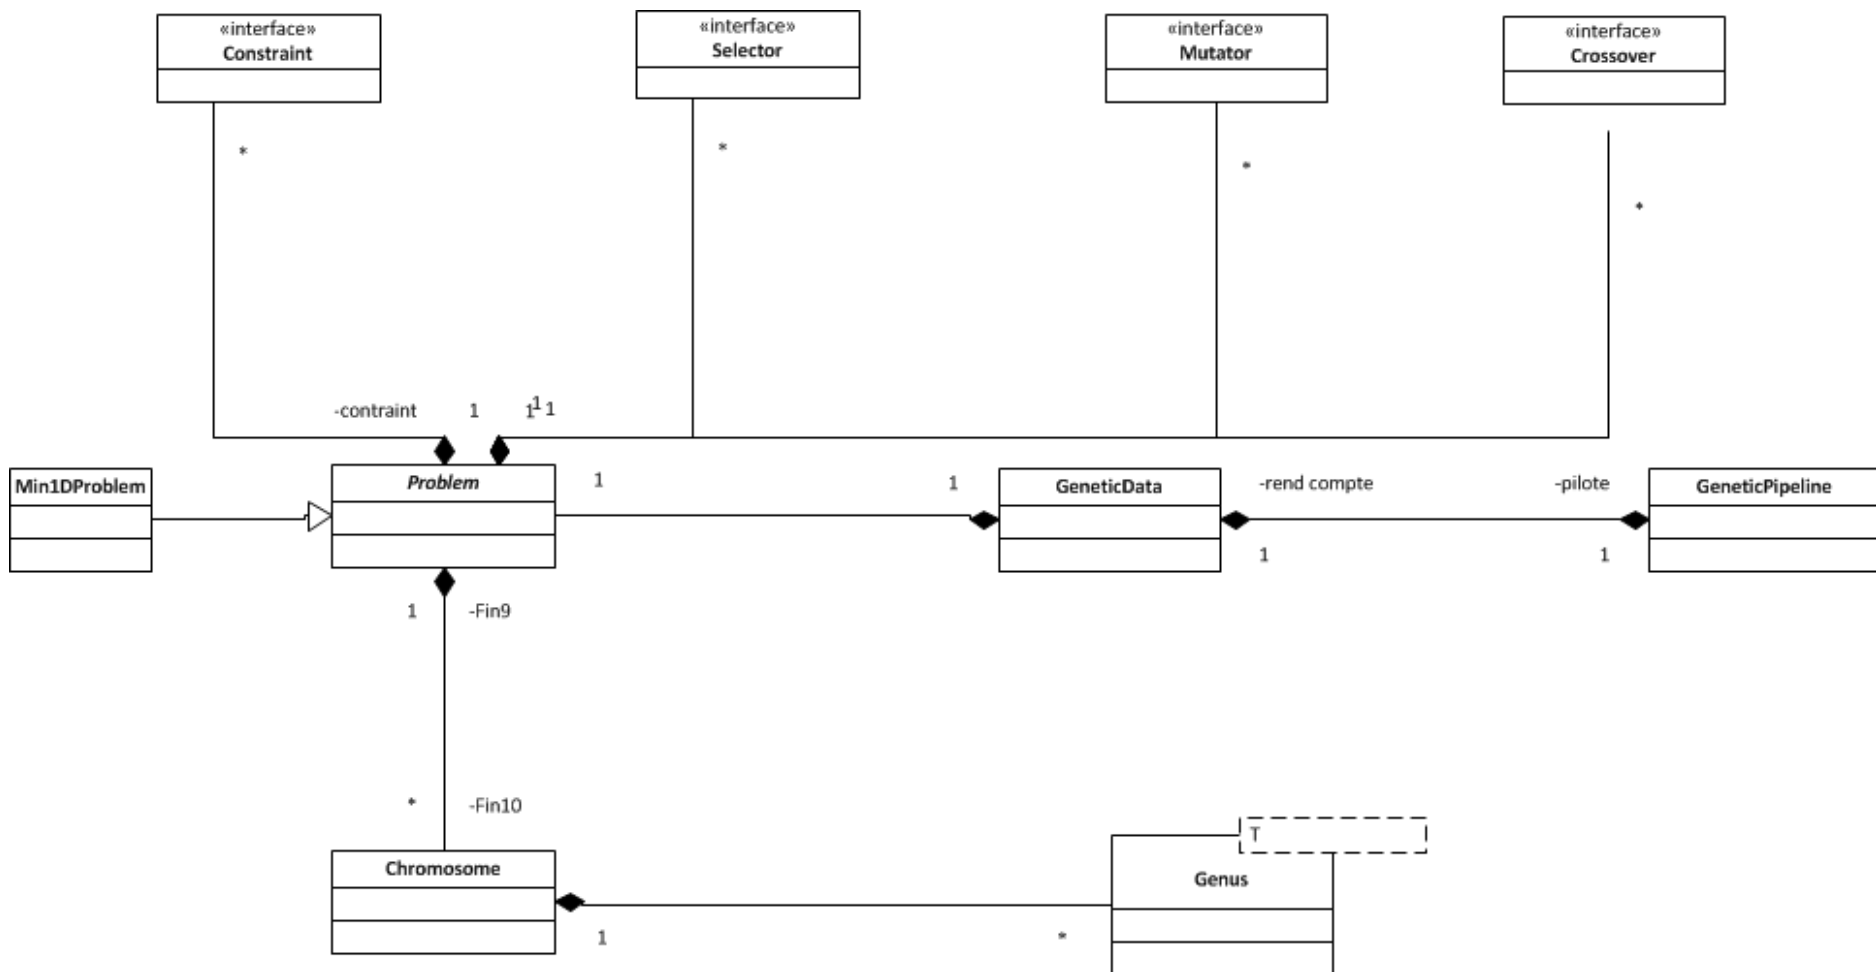 «interface»
Constraint
«interface»
Selector
«interface»
Mutator
«interface»
Crossover
*
*
*
*
-contraint
1
1
1
1
Min1DProblem
Problem
1
1
GeneticData
-rend compte
-pilote
GeneticPipeline
1
1
1
-Fin9
*
-Fin10
T
Chromosome
Genus
1
*